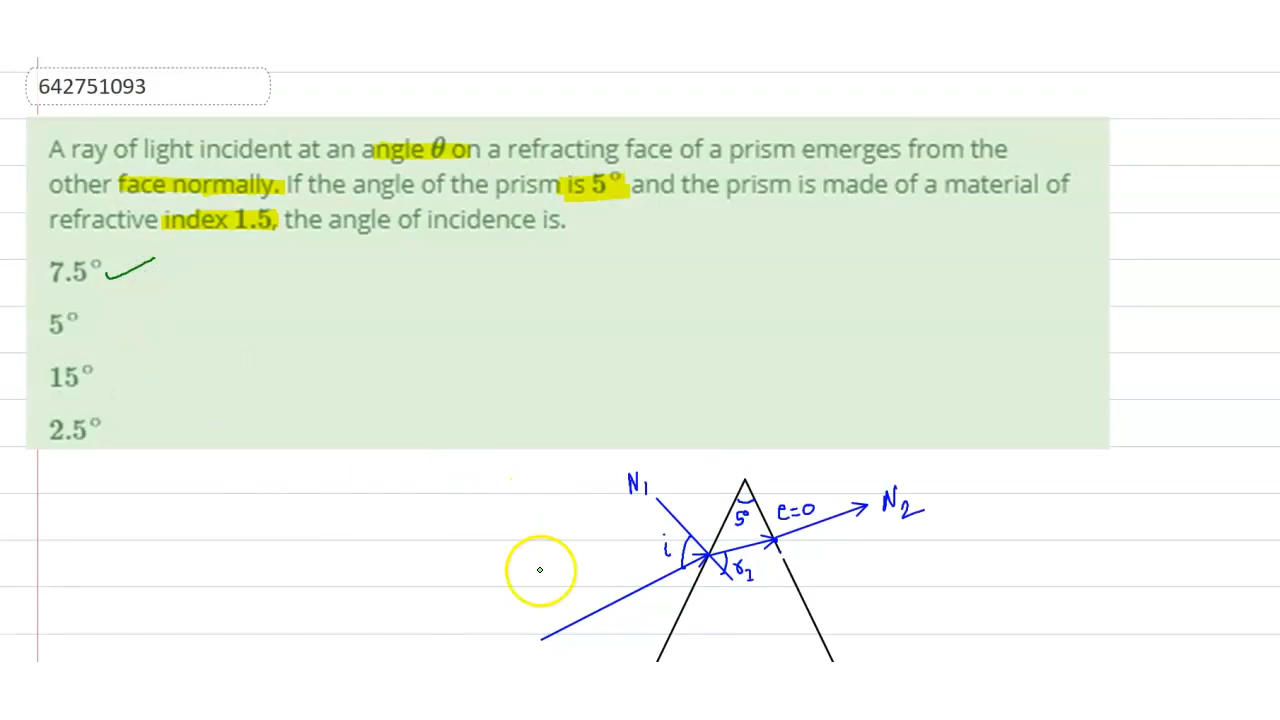 642751093
A ray of light incident at an angle θ on a refracting face of a prism emerges from the
other face normally. If the angle of the prism is 5° and the prism is made of a material of
refractive index 1.5, the angle of incidence is.
7.5°
5°
15°
2.5°
N1
5°
e=0
N2
i
r1